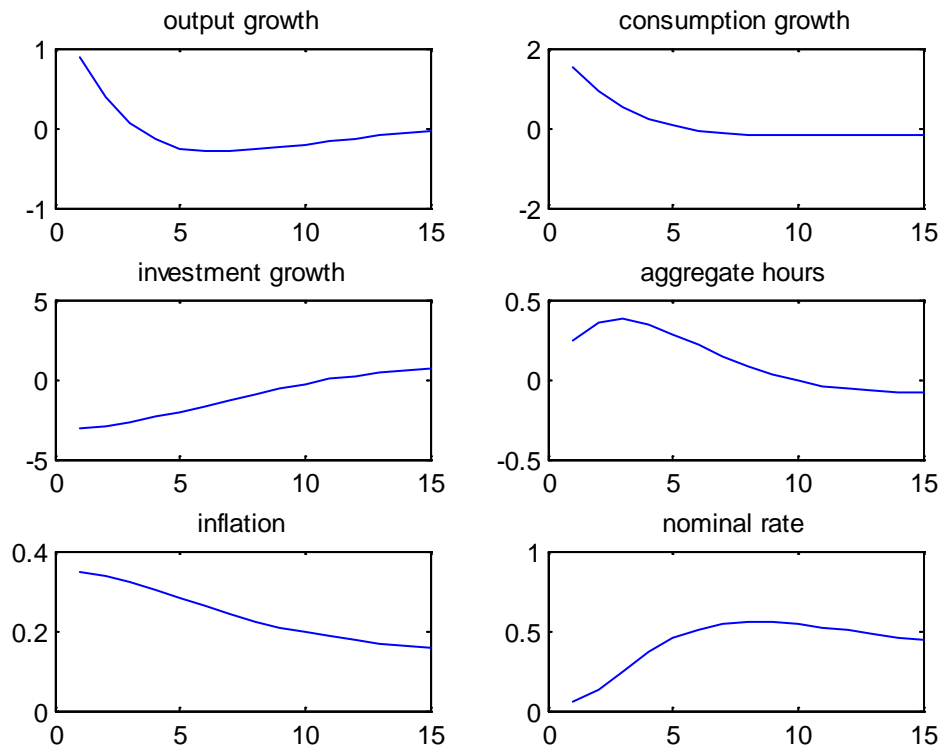 output growth
1
0
-1
0 5 10 15
consumption growth
2
0
-2
0 5 10 15
investment growth
5
0
-5
0 5 10 15
aggregate hours
0.5
0
-0.5
0 5 10 15
inflation
0.4
0.2
0
0 5 10 15
nominal rate
1
0.5
0
0 5 10 15